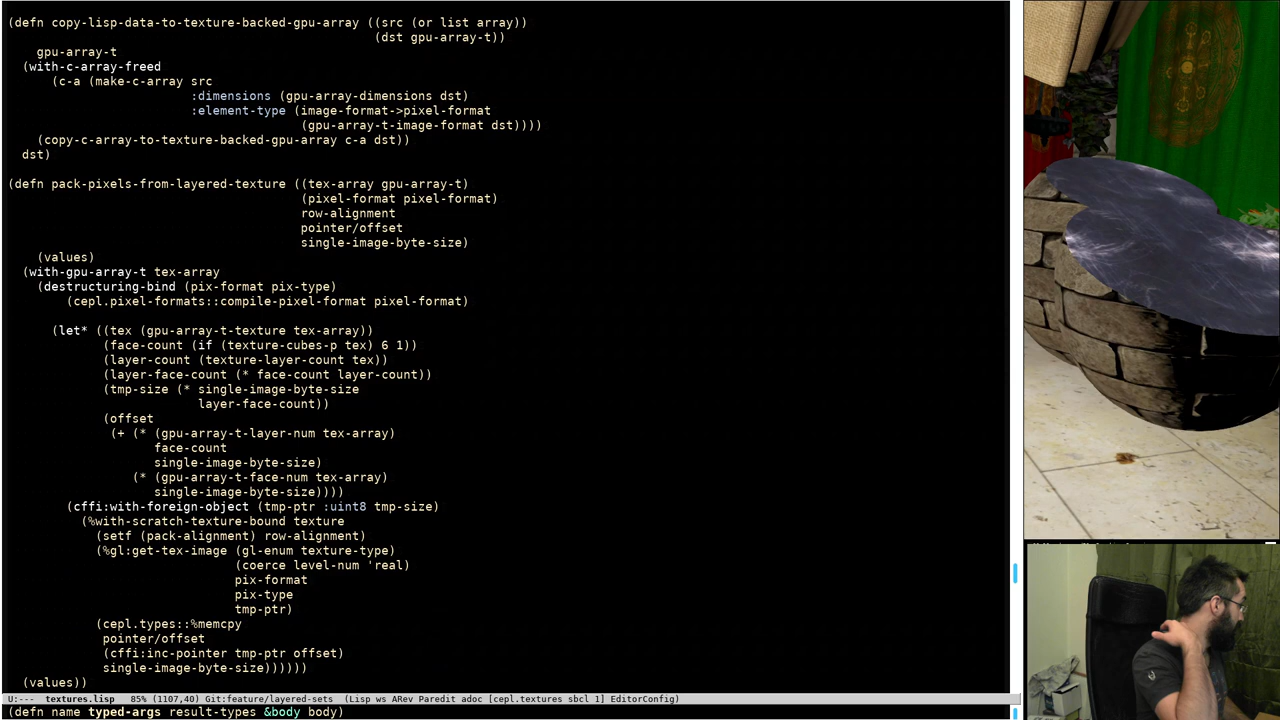 (defn copy-lisp-data-to-texture-backed-gpu-array ((src (or list array))
(dst gpu-array-t))
gpu-array-t
(with-c-array-freed
(c-a (make-c-array src
:dimensions (gpu-array-dimensions dst)
:element-type (image-format->pixel-format
(gpu-array-t-image-format dst))))
(copy-c-array-to-texture-backed-gpu-array c-a dst))
dst)
(defn pack-pixels-from-layered-texture ((tex-array gpu-array-t)
(pixel-format pixel-format)
row-alignment
pointer/offset
single-image-byte-size)
(values)
(with-gpu-array-t tex-array
(destructuring-bind (pix-format pix-type)
(cepl.pixel-formats::compile-pixel-format pixel-format)
(let* ((tex (gpu-array-t-texture tex-array))
(face-count (if (texture-cubes-p tex) 6 1))
(layer-count (texture-layer-count tex))
(layer-face-count (* face-count layer-count))
(tmp-size (* single-image-byte-size
layer-face-count))
(offset
(+ (* (gpu-array-t-layer-num tex-array)
face-count
single-image-byte-size)
(* (gpu-array-t-face-num tex-array)
single-image-byte-size))))
(cffi:with-foreign-object (tmp-ptr :uint8 tmp-size)
(%with-scratch-texture-bound texture
(setf (pack-alignment) row-alignment)
(%gl:get-tex-image (gl-enum texture-type)
(coerce level-num 'real)
pix-format
pix-type
tmp-ptr)
(cepl.types::%memcpy
pointer/offset
(cffi:inc-pointer tmp-ptr offset)
single-image-byte-size))))))
(values))
U:--- textures.lisp 85% (1107,40) Git:feature/layered-sets (Lisp ws ARev Paredit adoc [cepl.textures sbcl 1] EditorConfig)
(defn name typed-args result-types &body body)